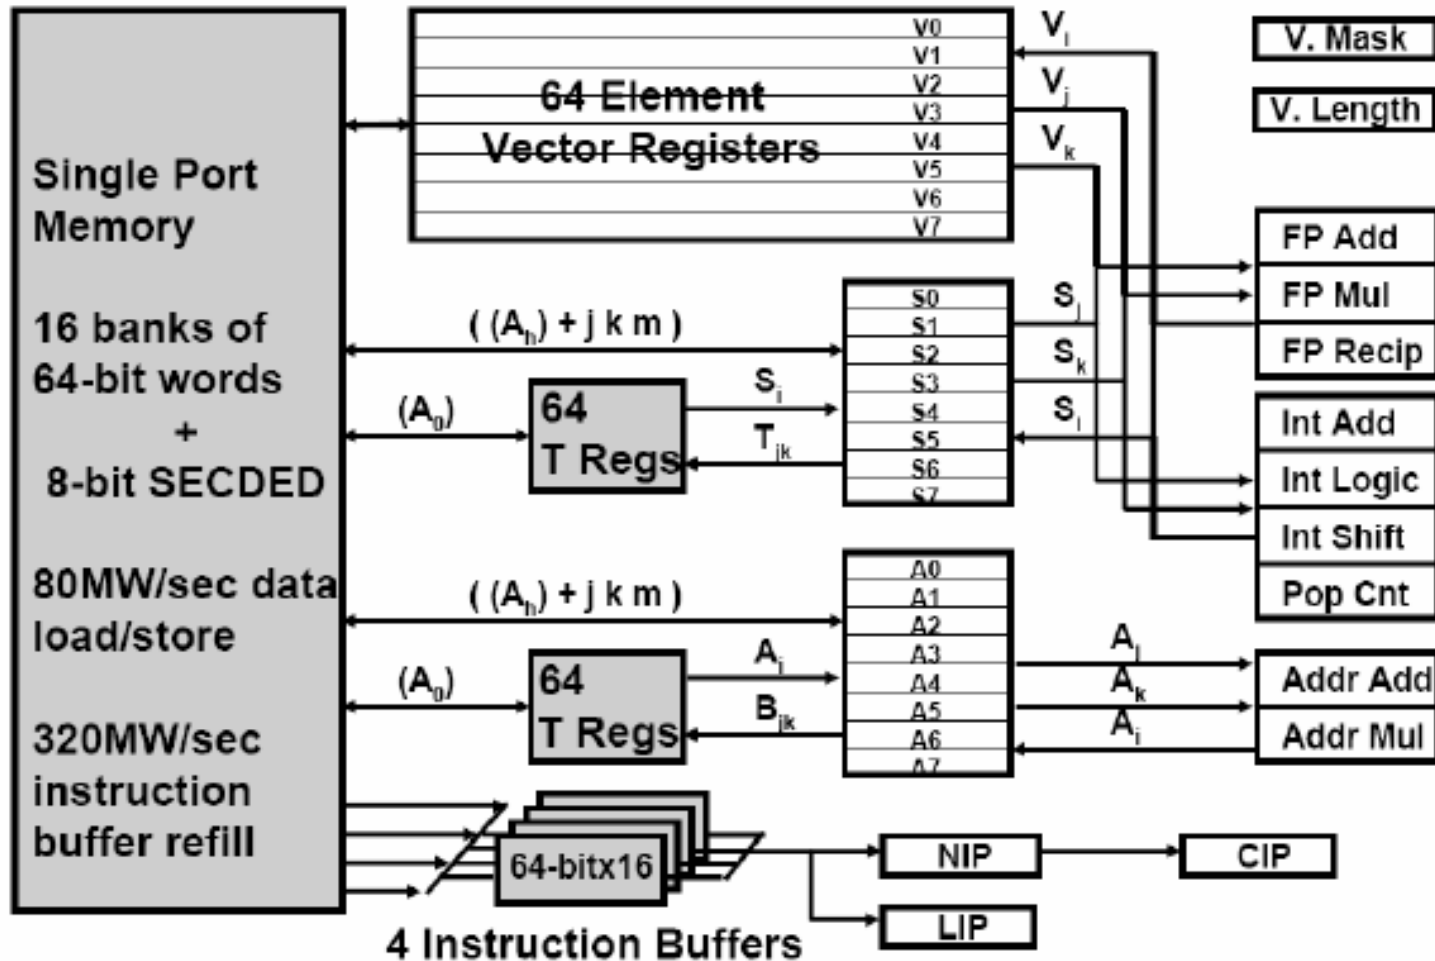 Single Port
Memory
16 banks of
64-bit words
+
8-bit SECDED
80MW/sec data
load/store
320MW/sec
instruction
buffer refill
64 Element
Vector Registers
V0
V1
V2
V3
V4
V5
V6
V7
Vi
Vj
Vk
V. Mask
V. Length
FP Add
FP Mul
FP Recip
Int Add
Int Logic
Int Shift
Pop Cnt
( (Ah) + j k m )
(A0)
64
T Regs
Si
Tjk
S0
S1
S2
S3
S4
S5
S6
S7
Sj
Sk
Si
( (Ah) + j k m )
(A0)
64
T Regs
Ai
Bjk
A0
A1
A2
A3
A4
A5
A6
A7
Aj
Ak
Ai
Addr Add
Addr Mul
64-bitx16
4 Instruction Buffers
NIP
CIP
LIP